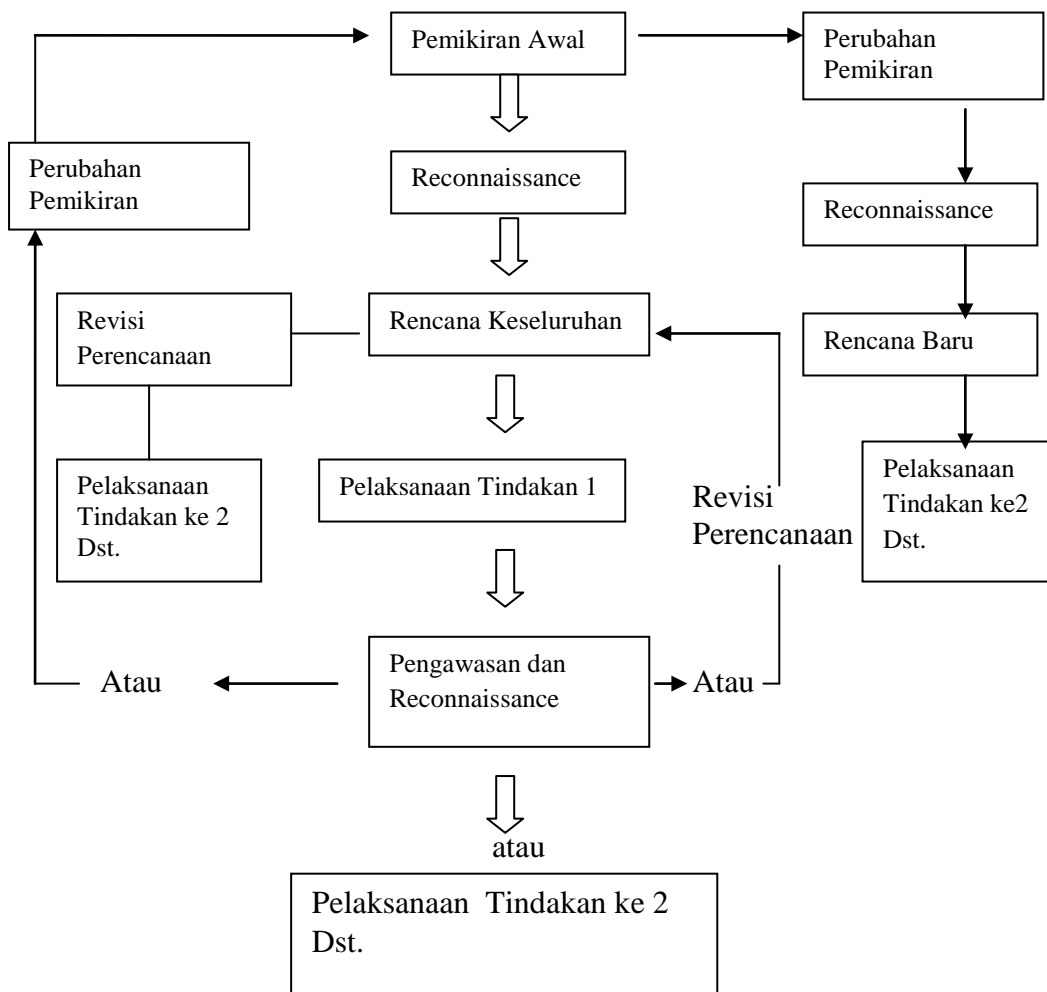 Pemikiran Awal
Perubahan
Pemikiran
Perubahan
Pemikiran
Reconnaissance
Reconnaissance
Revisi
Perencanaan
Rencana Keseluruhan
Rencana Baru
Pelaksanaan
Tindakan ke 2
Dst.
Pelaksanaan Tindakan 1
Revisi
Perencanaan
Pelaksanaan
Tindakan ke2
Dst.
Atau
Pengawasan dan
Reconnaissance
Atau
atau
Pelaksanaan Tindakan ke 2
Dst.